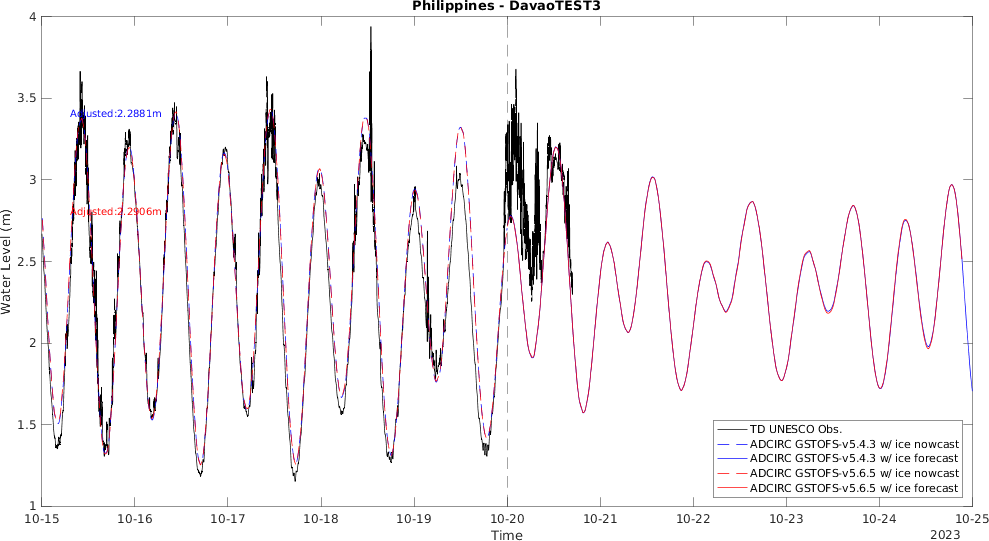 Philippines - DavaoTEST3
4
3.5
3
2.5
2
1.5
1
Water Level (m)
Adjusted:2.2881m
Adjusted:2.2906m
TD UNESCO Obs.
ADCIRC GSTOFS-v5.4.3 w/ ice nowcast
ADCIRC GSTOFS-v5.4.3 w/ ice forecast
ADCIRC GSTOFS-v5.6.5 w/ ice nowcast
ADCIRC GSTOFS-v5.6.5 w/ ice forecast
10-15 10-16 10-17 10-18 10-19 10-20 10-21 10-22 10-23 10-24 10-25
Time
2023